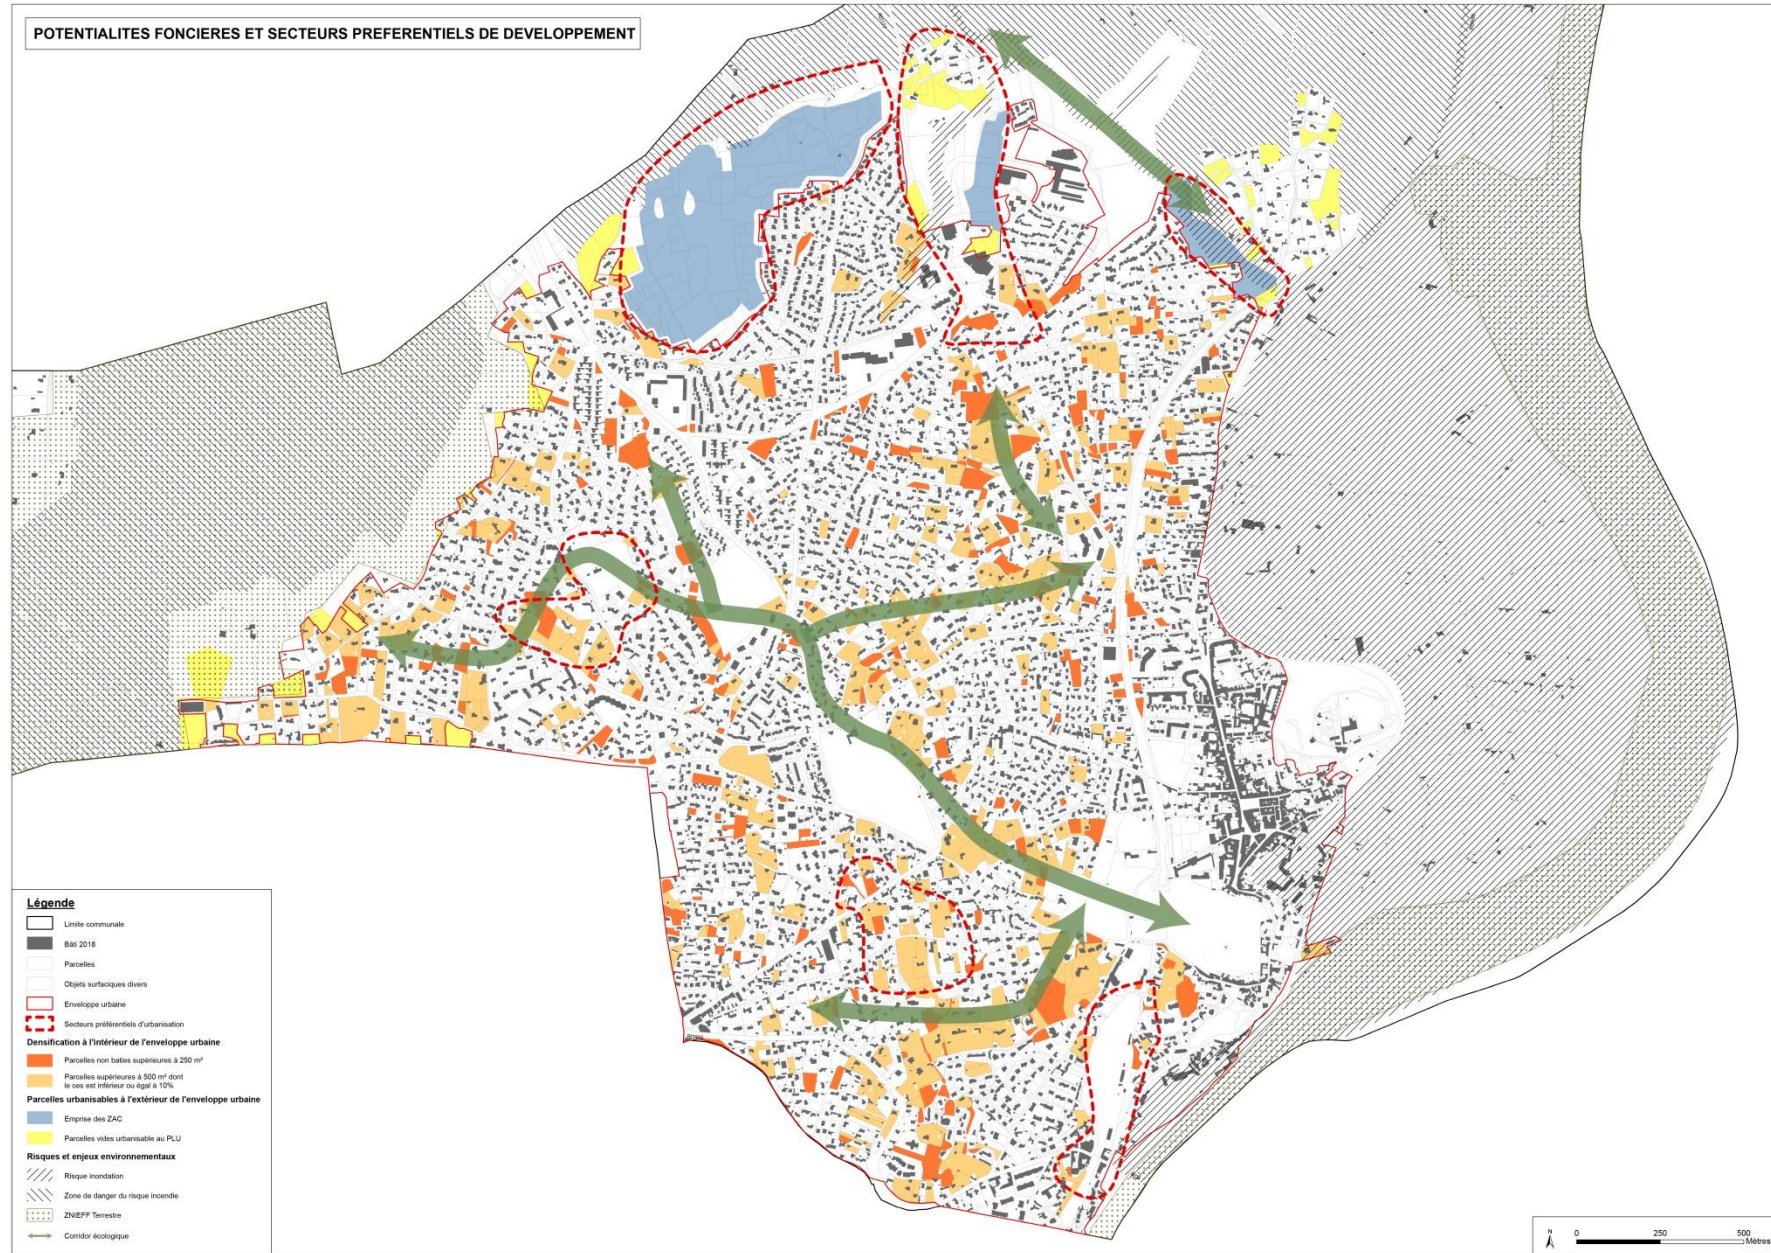 POTENTIALITES FONCIERES ET SECTEURS PREFERENTIELS DE DEVELOPPEMENT
Légende
Limite communale
Bâti 2018
Parcelles
Objets surfaciques divers
Enveloppe urbaine
Secteurs préférentiels d'urbanisation
Densification à l'intérieur de l'enveloppe urbaine
Parcelles non baties supérieures à 250 m²
Parcelles supérieures à 500 m² dont
le ces est inférieur ou égal à 10%
Parcelles urbanisables à l'extérieur de l'enveloppe urbaine
Emprise des ZAC
Parcelles vides urbanisable au PLU
Risques et enjeux environnementaux
Risque inondation
Zone de danger du risque incendie
ZNIEFF Terrestre
Corridor écologique
N
0 250 500
Mètres